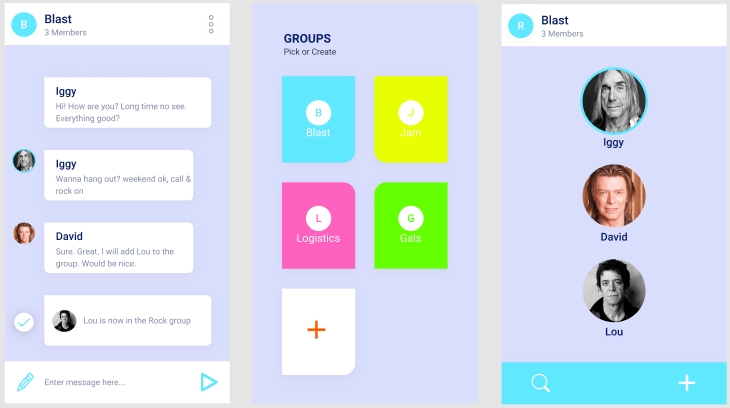 B
Blast
3 Members
Iggy
Hi! How are you? Long time no see.
Everything good?
Iggy
Wanna hang out? weekend ok, call &
rock on
David
Sure. Great. I will add Lou to the
group. Would be nice.
Lou is now in the Rock group
Enter message here...
GROUPS
Pick or Create
B
Blast
J
Jam
L
Logistics
G
Gals
R
Blast
3 Members
Iggy
David
Lou